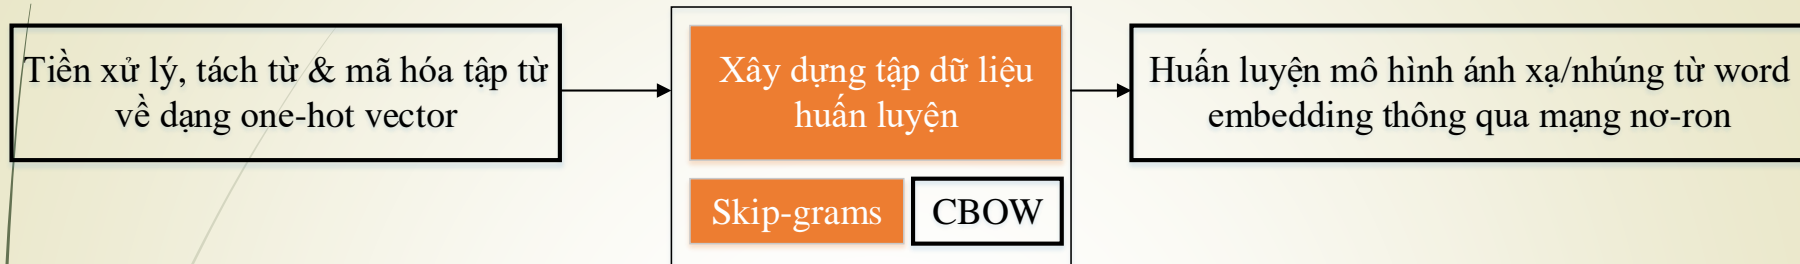 Tiền xử lý, tách từ & mã hóa tập từ
về dạng one-hot vector
Xây dựng tập dữ liệu
huấn luyện
Skip-grams
CBOW
Huấn luyện mô hình ánh xạ/nhúng từ word
embedding thông qua mạng nơ-ron